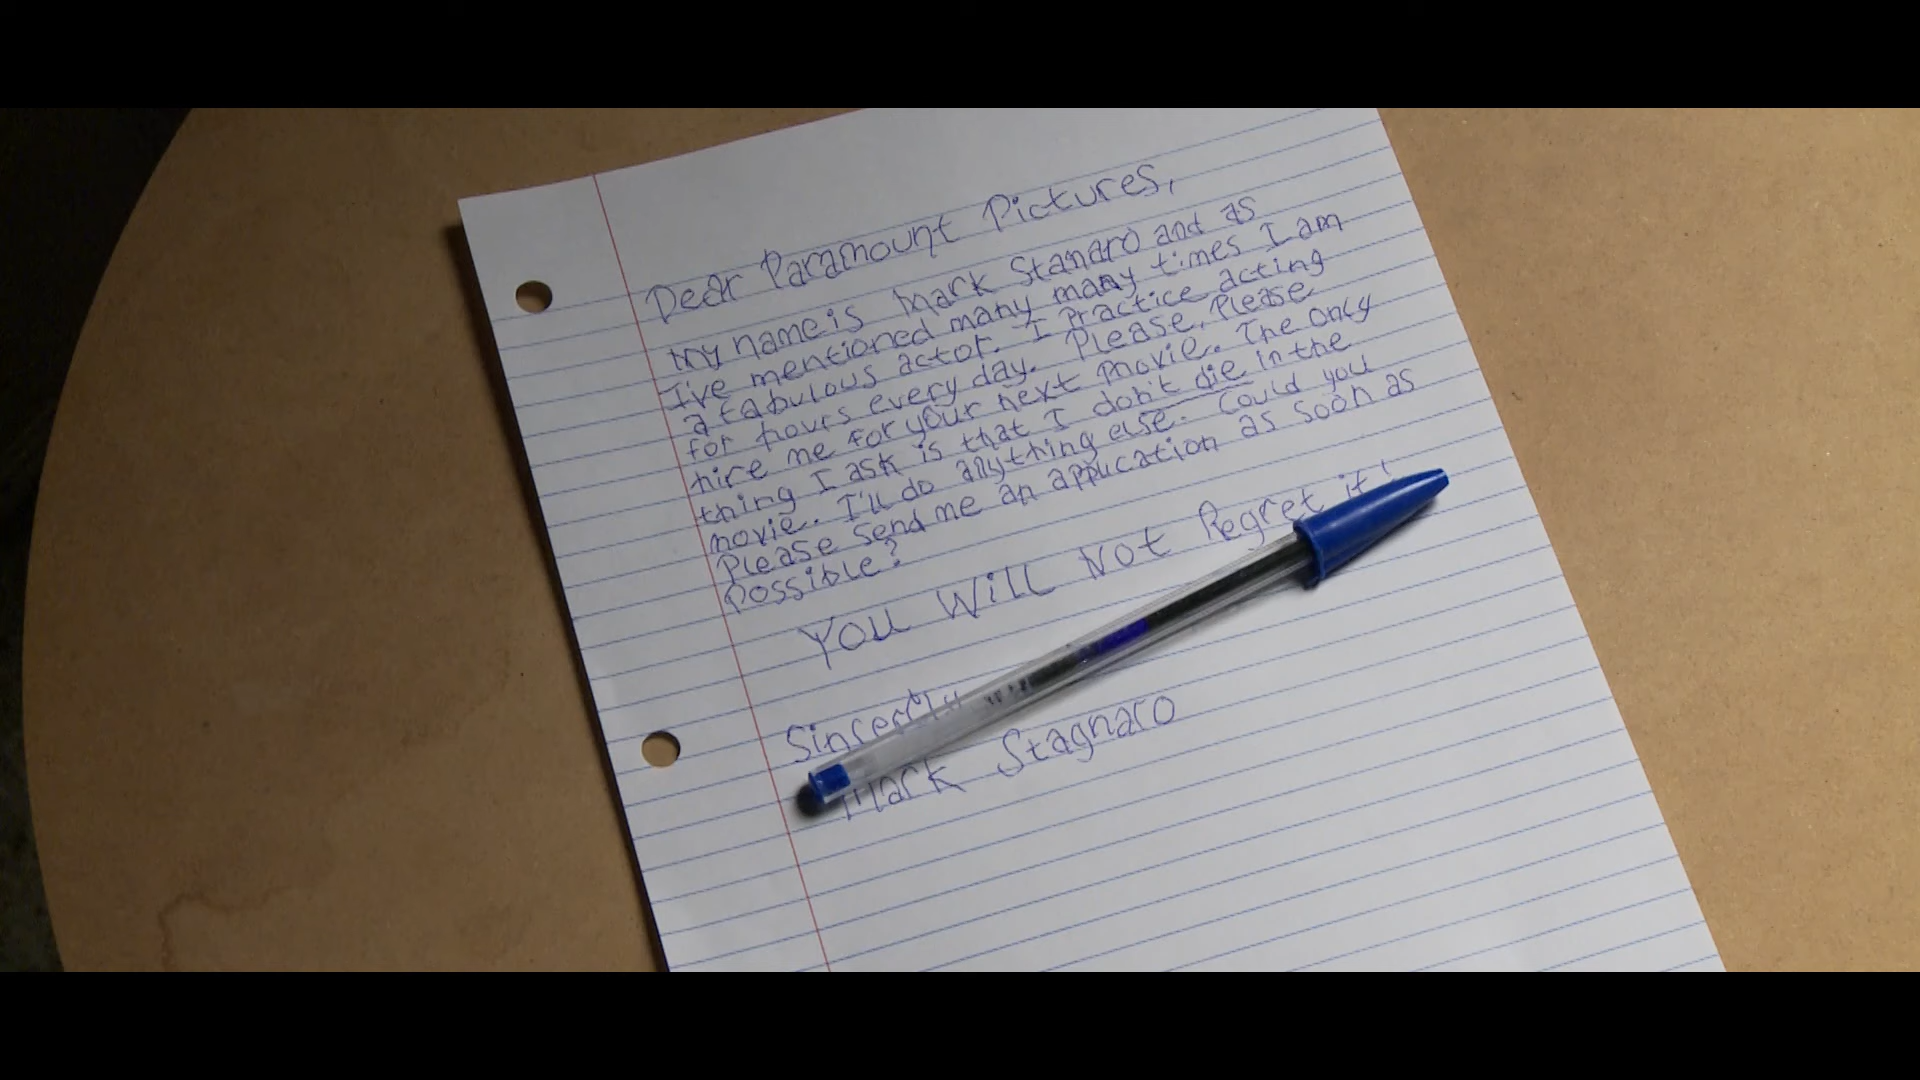 Dear Paramount Pictures,
My name is Mark Stanaro and as
I've mentioned many many times I am
a fabulous actor. I practice acting
for hours every day. Please, Please
hire me for your next movie. The only
thing I ask is that I don't die in the
movie. I'll do anything else. Could you
Please send me an application as soon as
possible?
You Will Not Regret it!
Sincerly
Mark Stagnaro